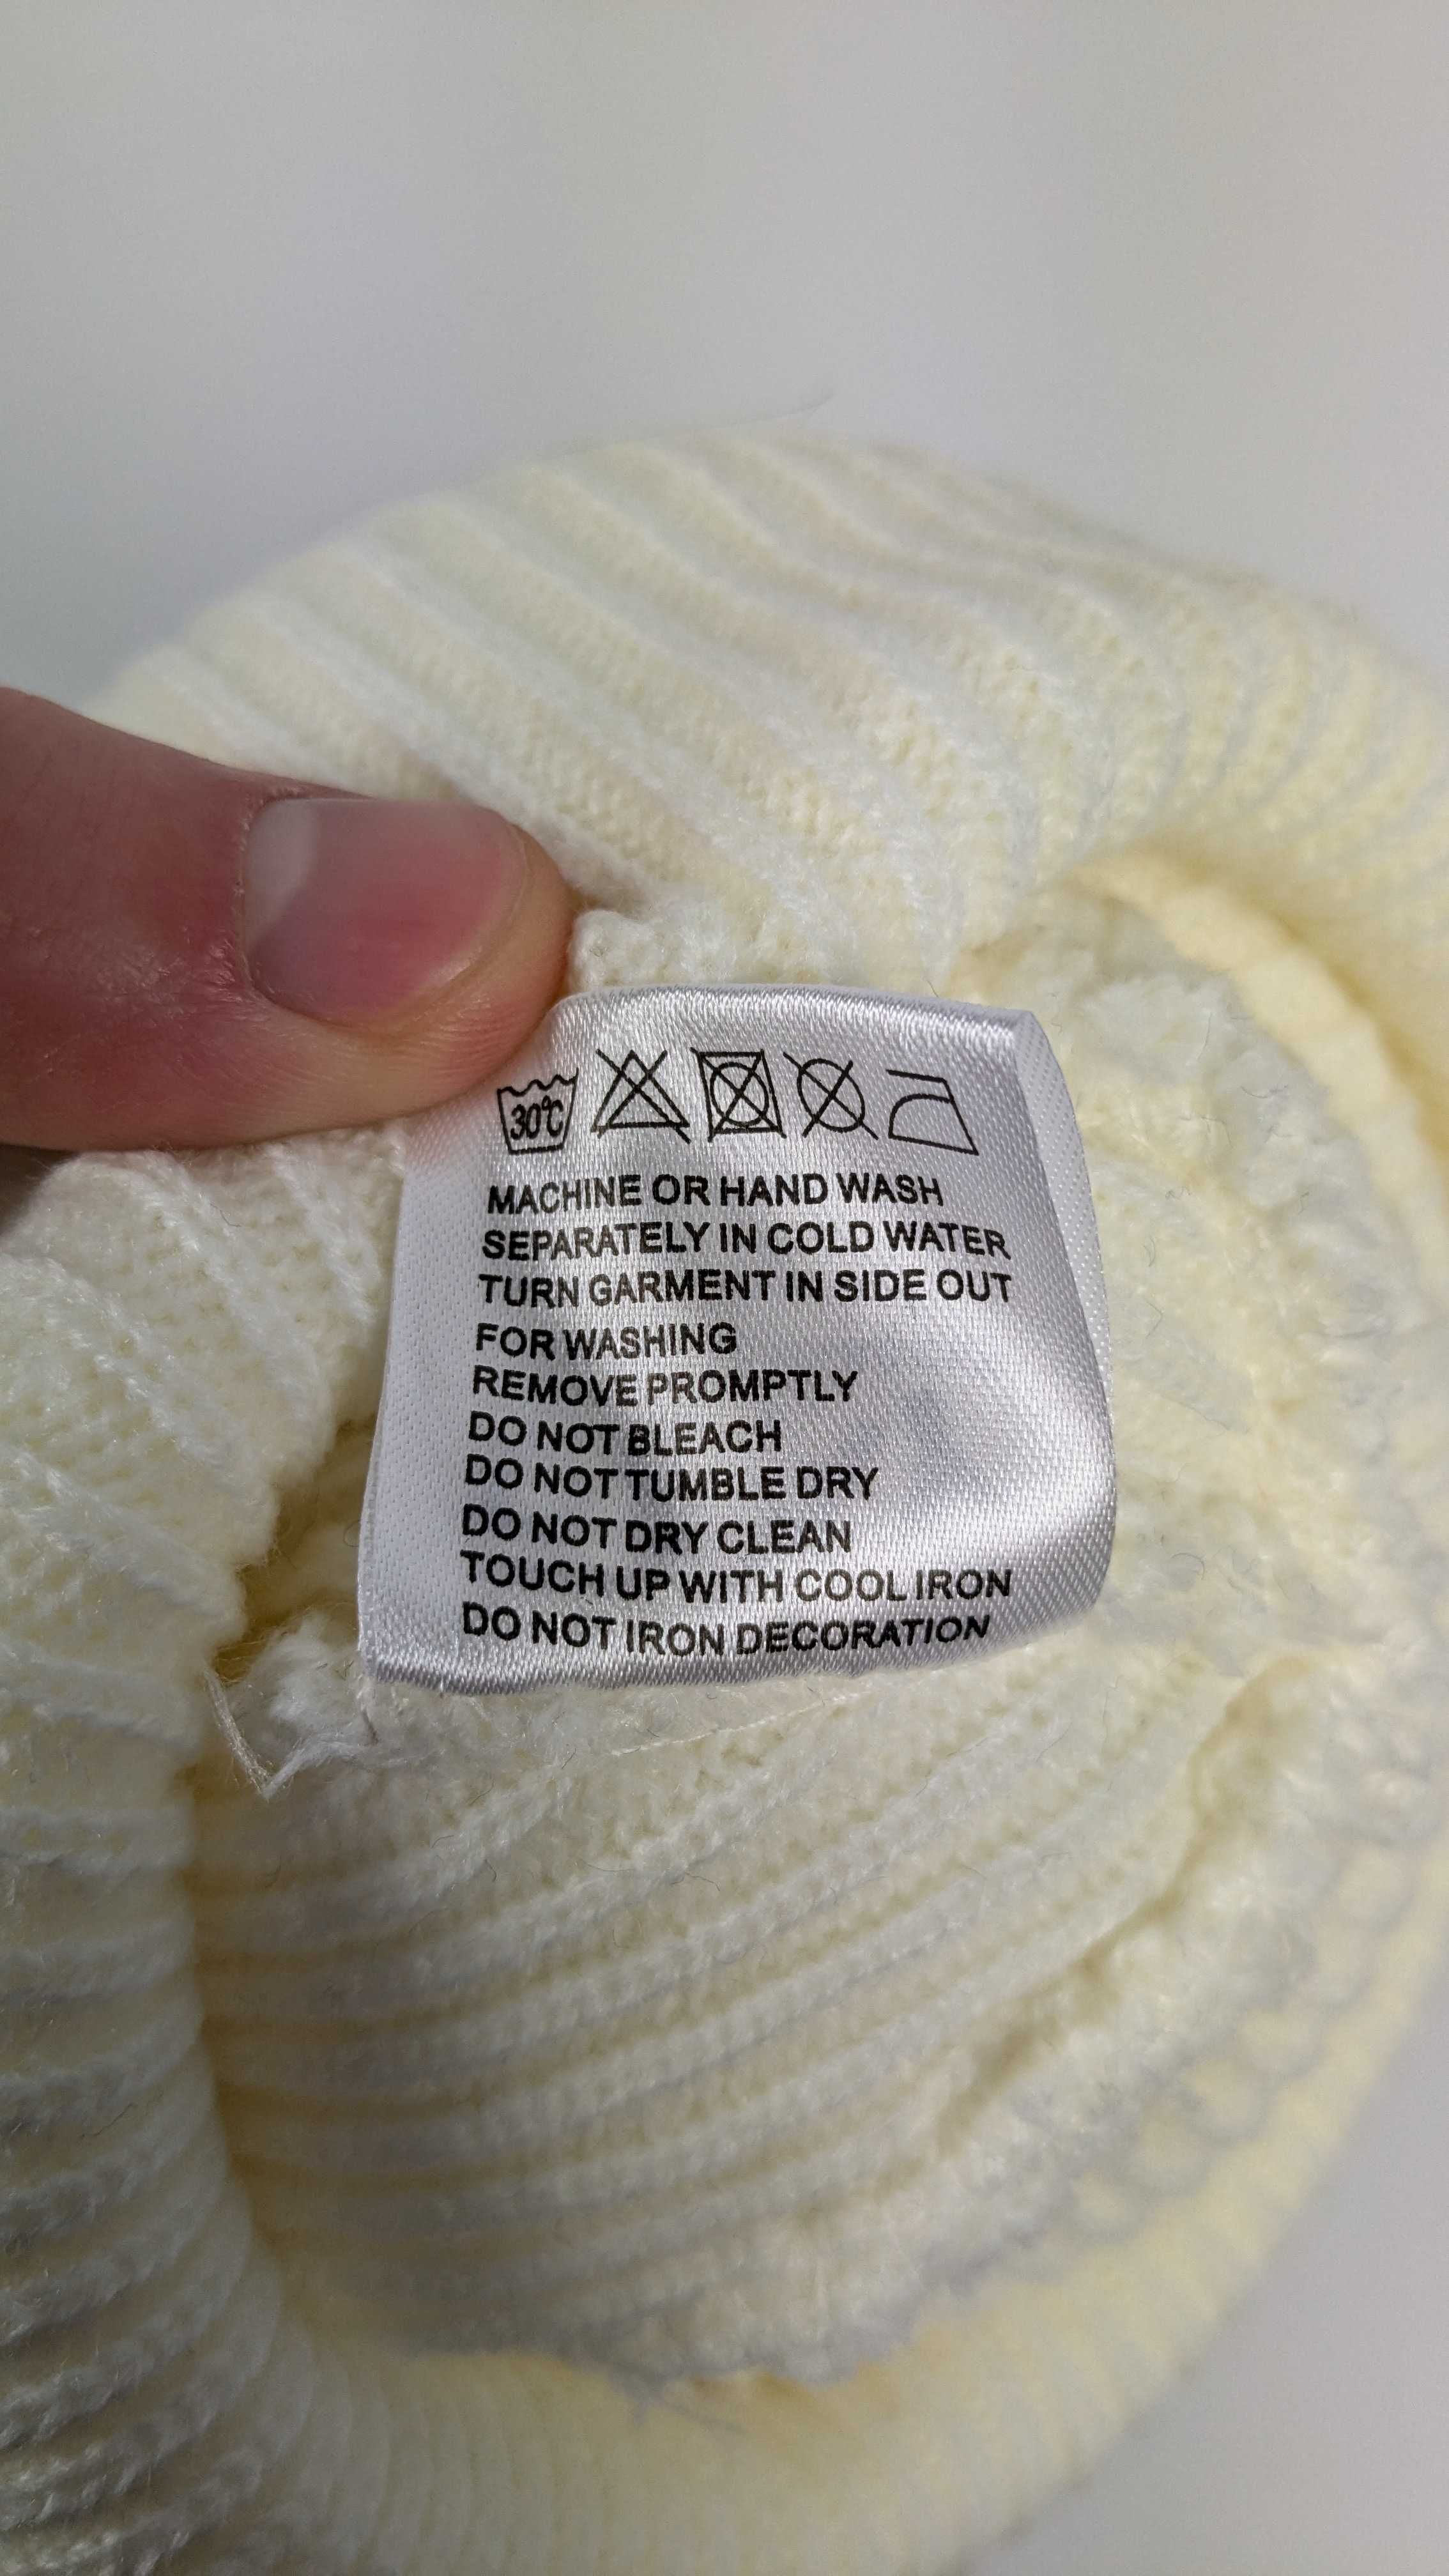 30°C
MACHINE OR HAND WASH
SEPARATELY IN COLD WATER
TURN GARMENT IN SIDE OUT
FOR WASHING
REMOVE PROMPTLY
DO NOT BLEACH
DO NOT TUMBLE DRY
DO NOT DRY CLEAN
TOUCH UP WITH COOL IRON
DO NOT IRON DECORATION